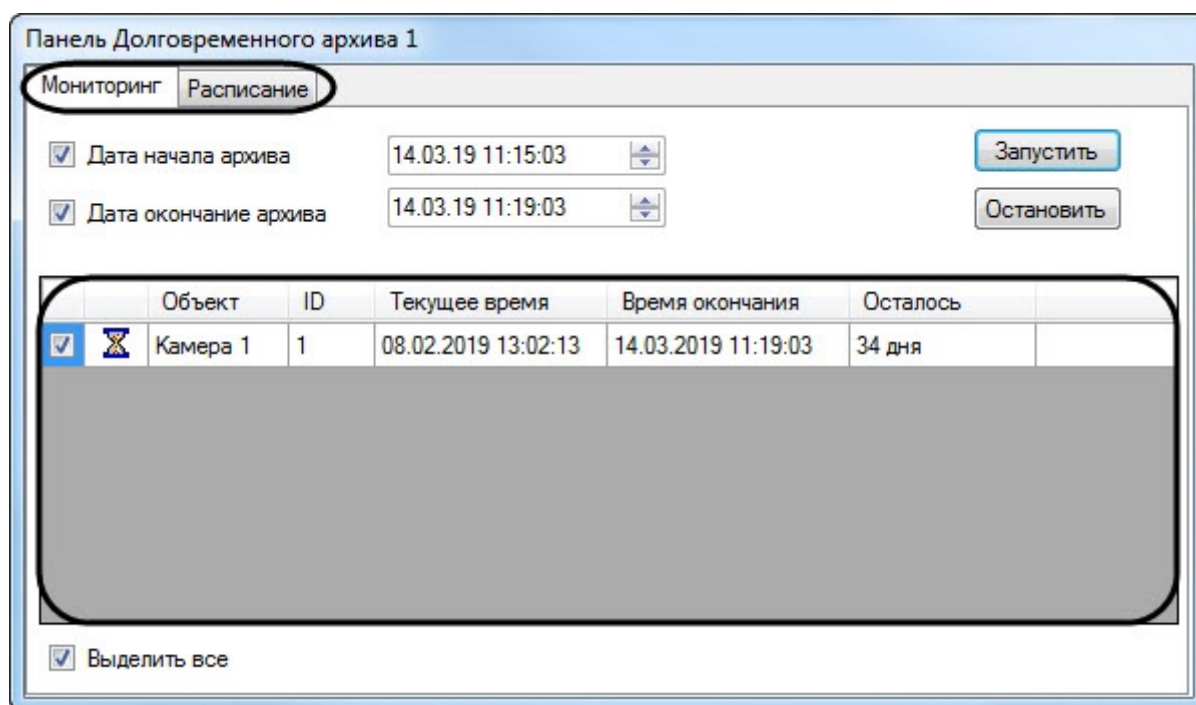 Панель Долговременного архива 1
Мониторинг Расписание
Дата начала архива 14.03.19 11:15:03 Запустить
Дата окончание архива 14.03.19 11:19:03 Остановить
Объект ID Текущее время Время окончания Осталось
Камера 1 1 08.02.2019 13:02:13 14.03.2019 11:19:03 34 дня
Выделить все